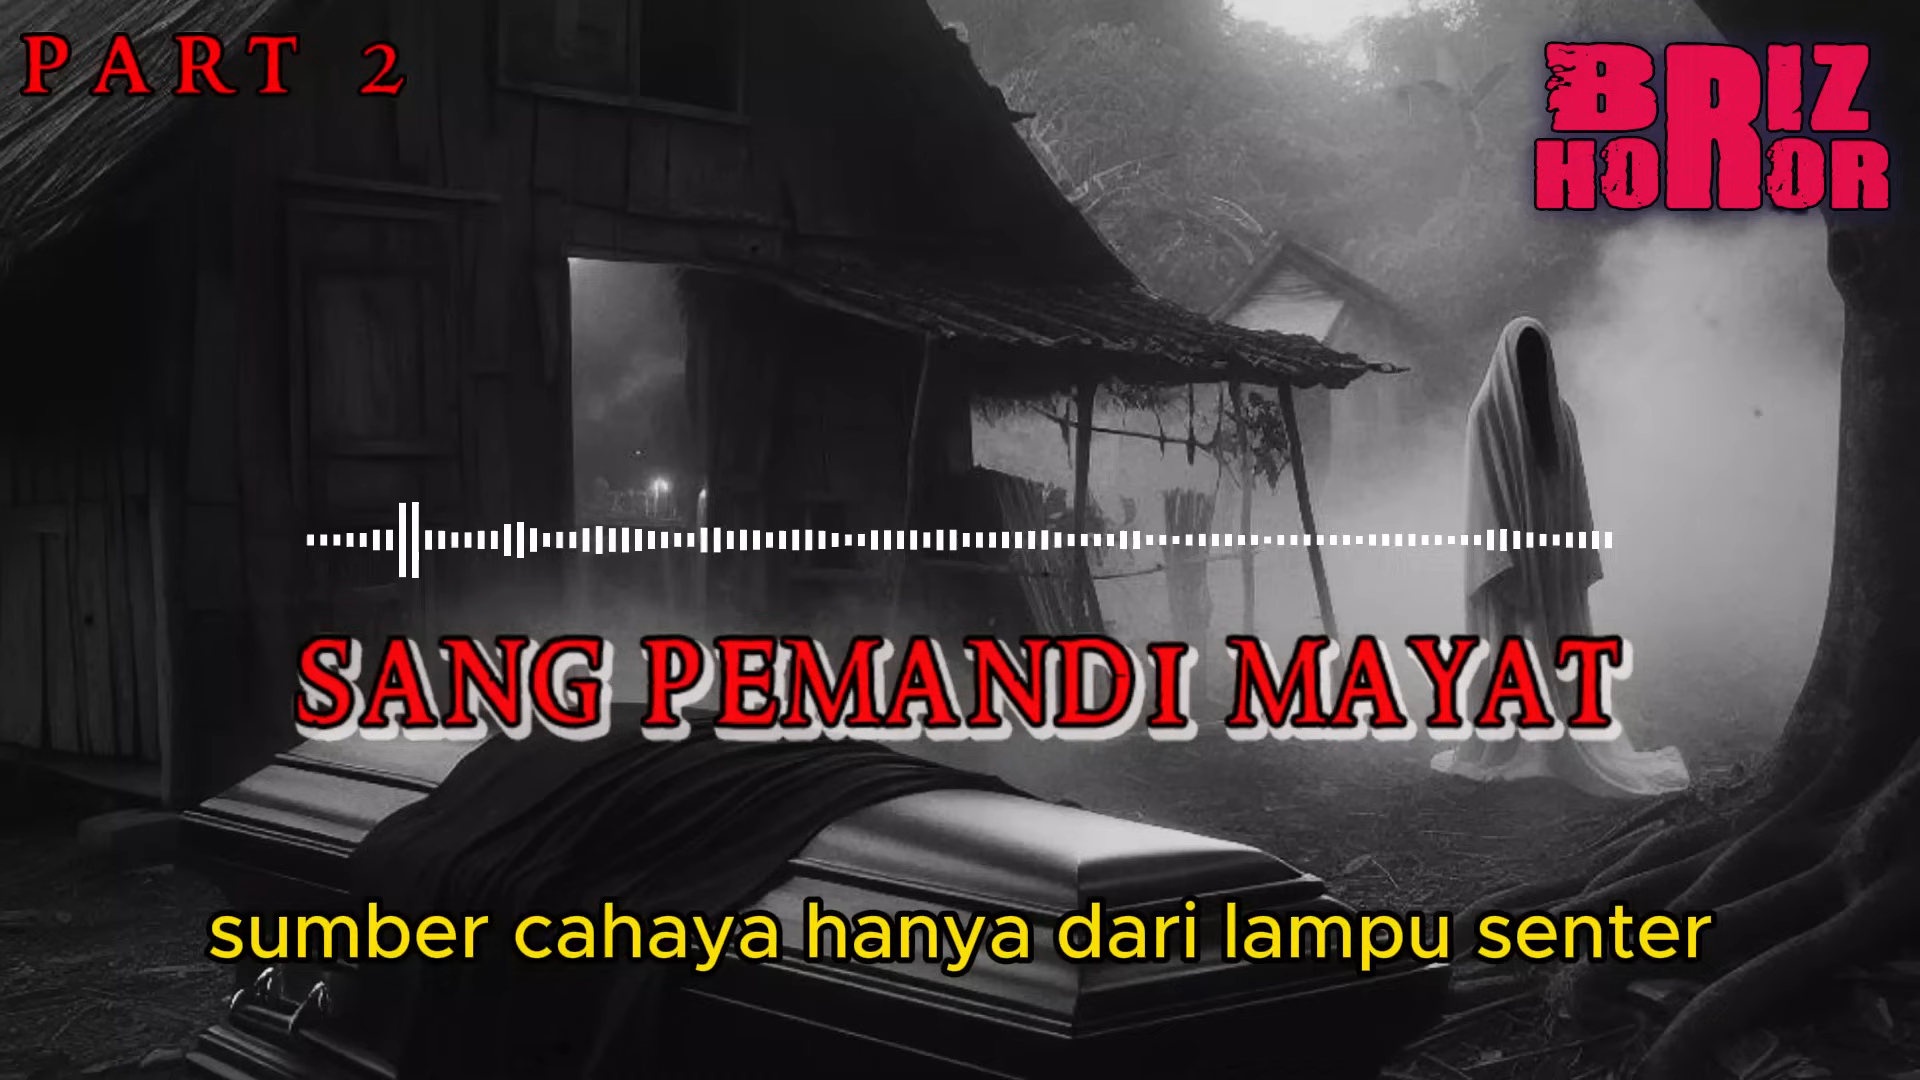 PART 2
BRIZ
HOROR
SANG PEMANDI MAYAT
sumber cahaya hanya dari lampu senter